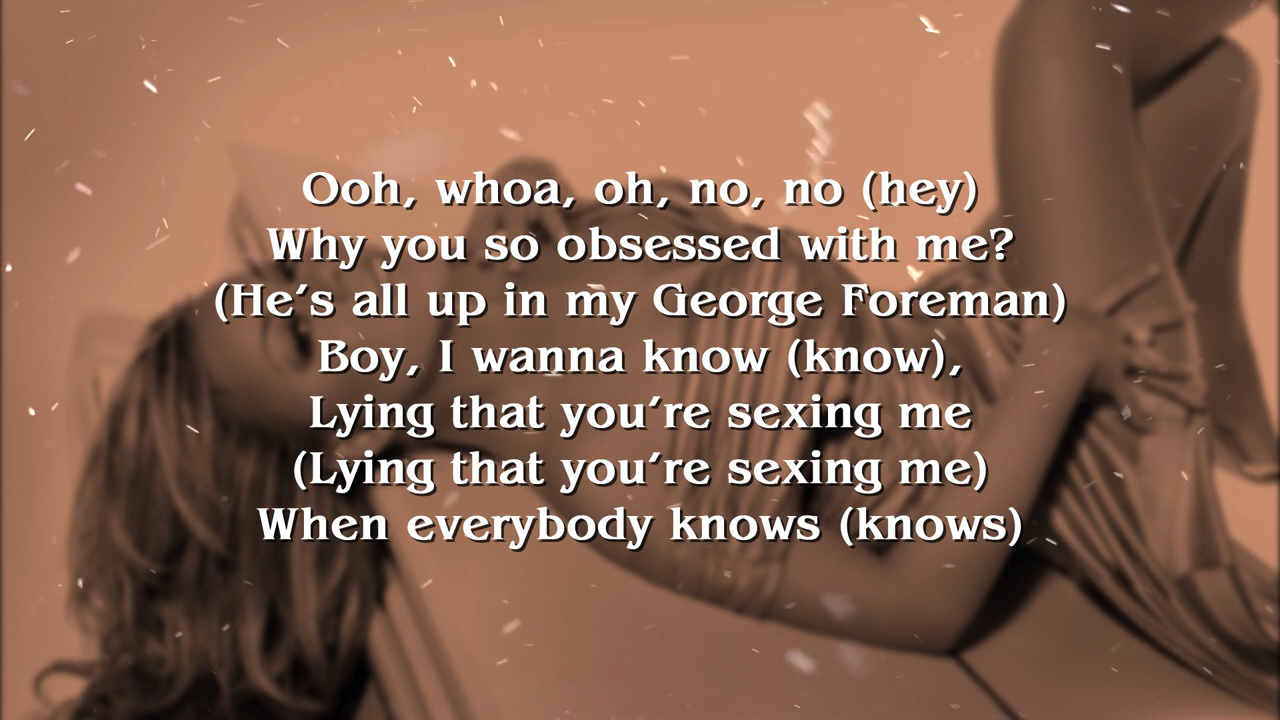 Ooh, whoa, oh, no, no (hey)
Why you so obsessed with me?
(He's all up in my George Foreman)
Boy, I wanna know (know),
Lying that you're sexing me
(Lying that you're sexing me)
When everybody knows (knows)